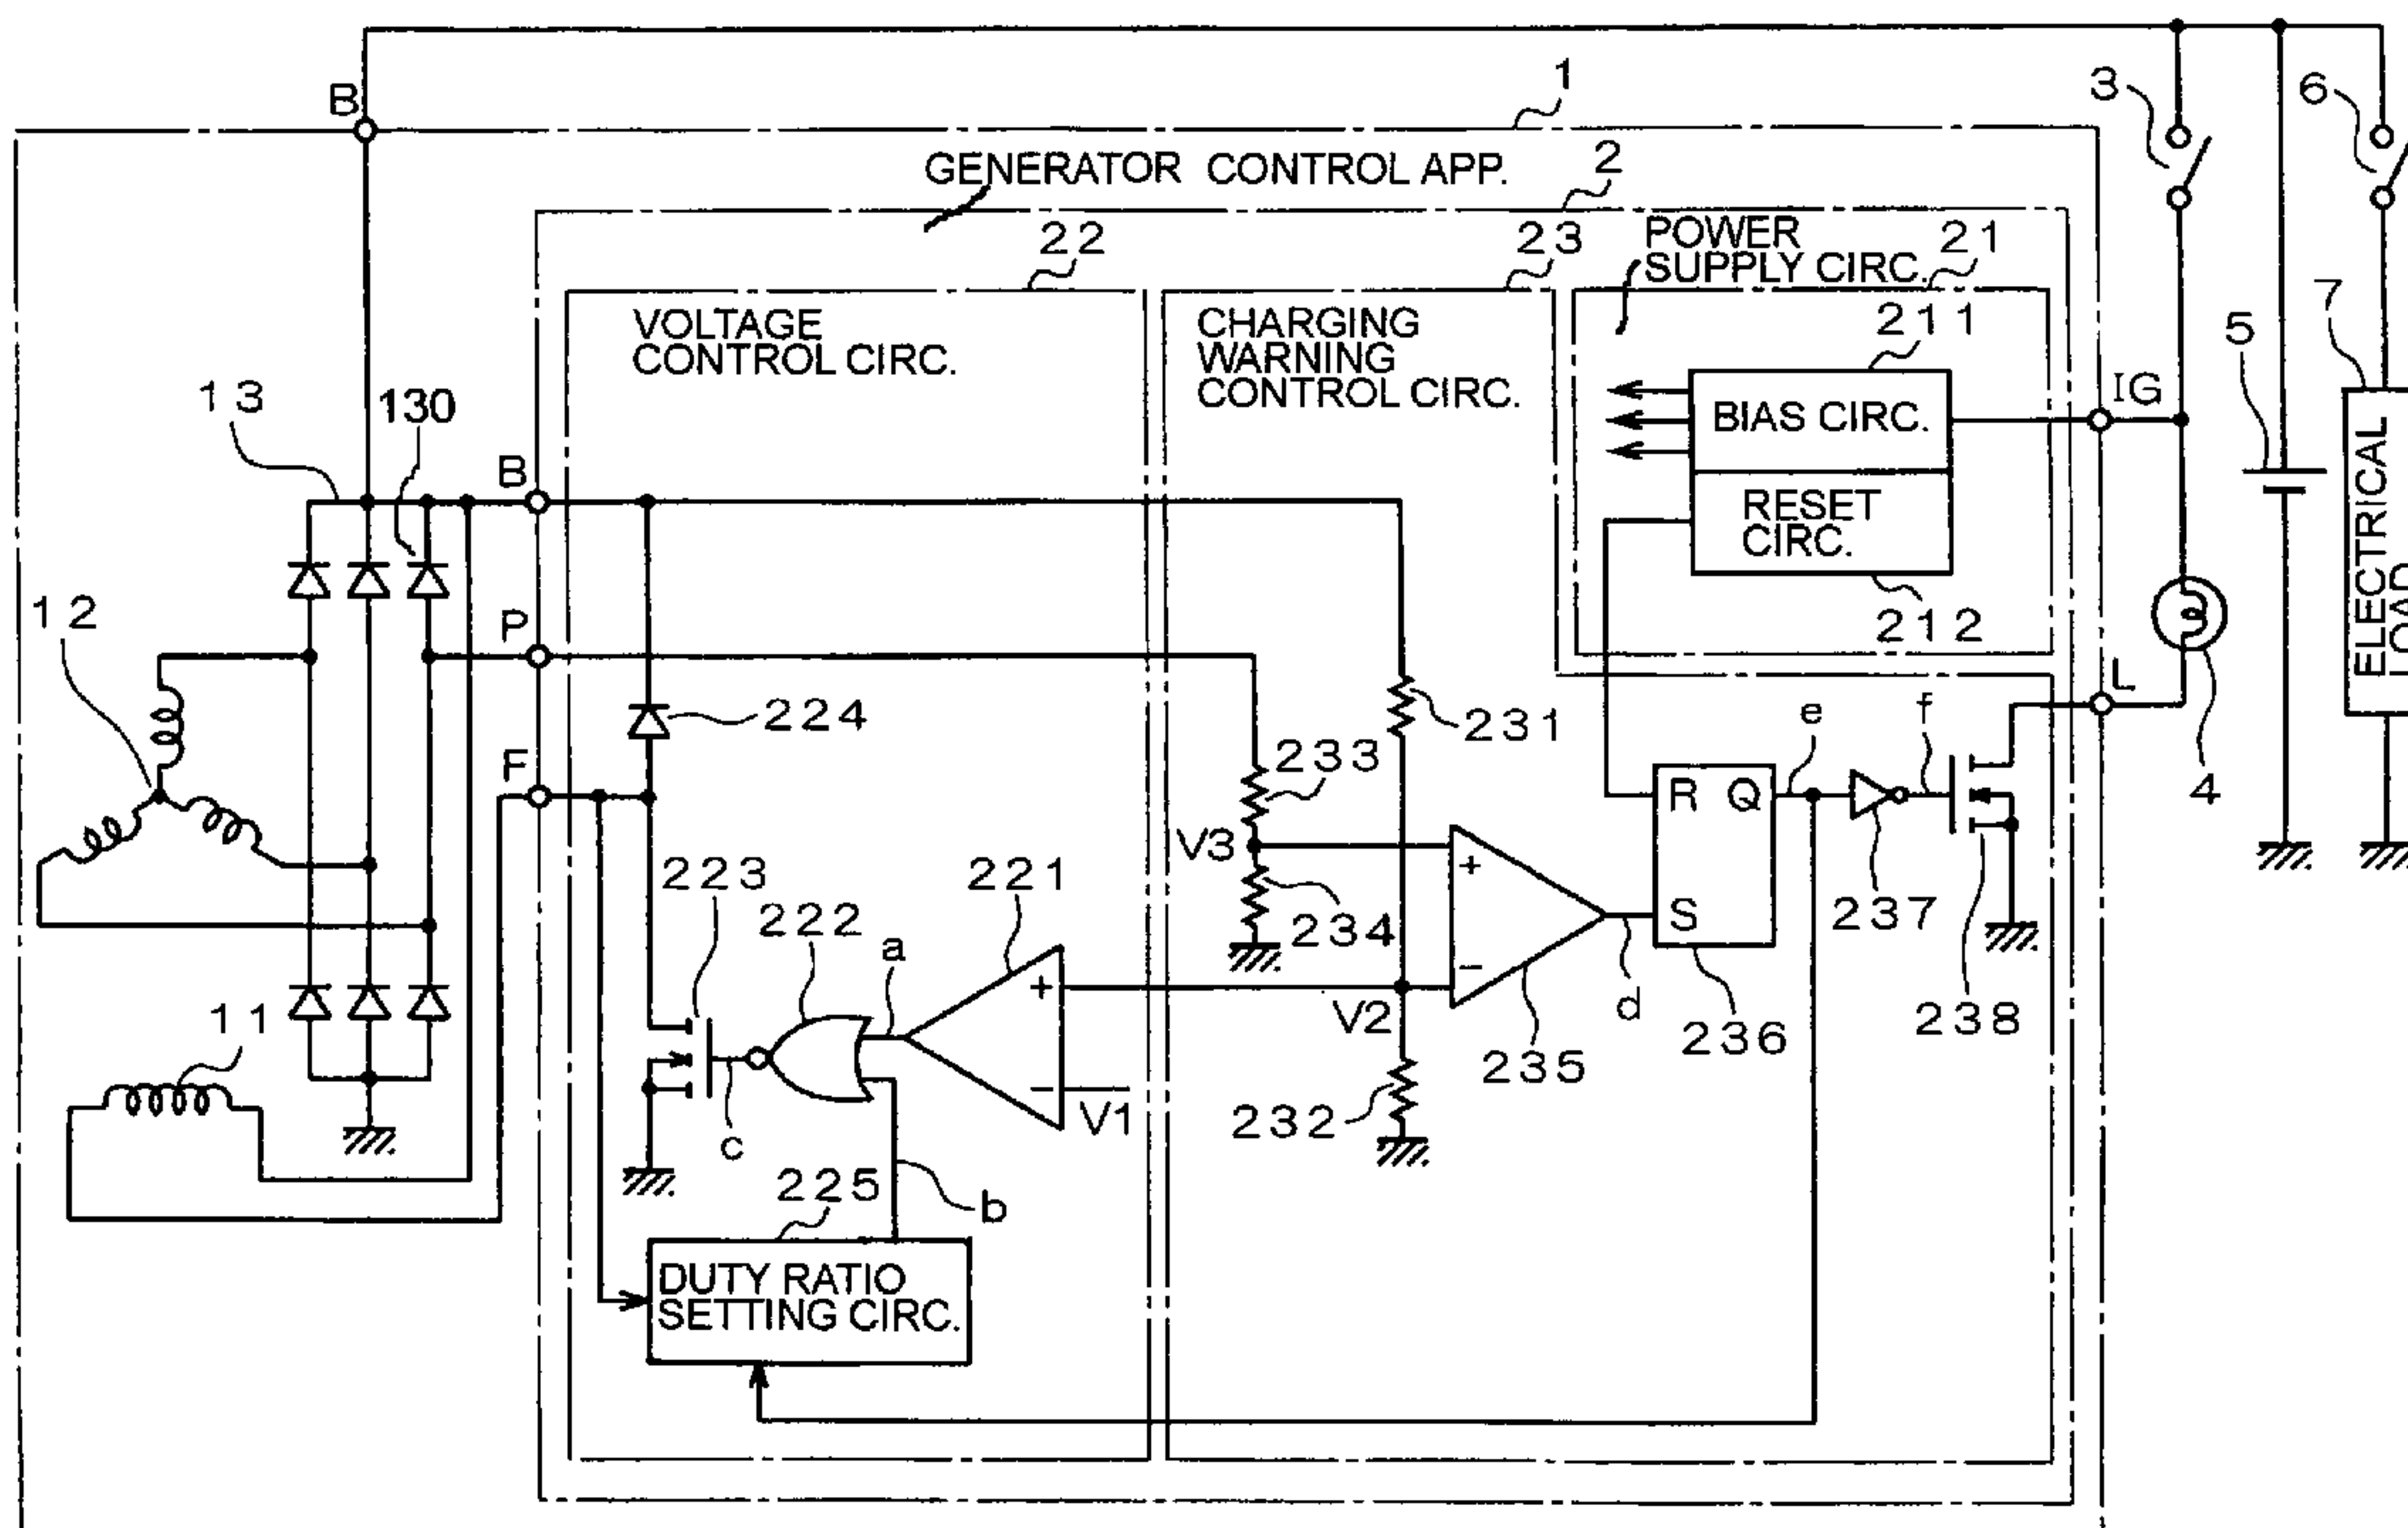 1
B
3
6
GENERATOR CONTROL APP.
2
22
23
POWER
SUPPLY CIRC.
21
VOLTAGE
CONTROL CIRC.
CHARGING
WARNING
CONTROL CIRC.
211
7
5
13
130
BIAS CIRC.
IG
B
RESET
CIRC.
ELECTRICAL
LOAD
12
P
212
224
231
L
F
233
e
f
4
R Q
V3
+
223
221
222
234
237
a
S
-
+
V2
d
238
11
236
235
-
V1
232
c
225
b
DUTY RATIO
SETTING CIRC.